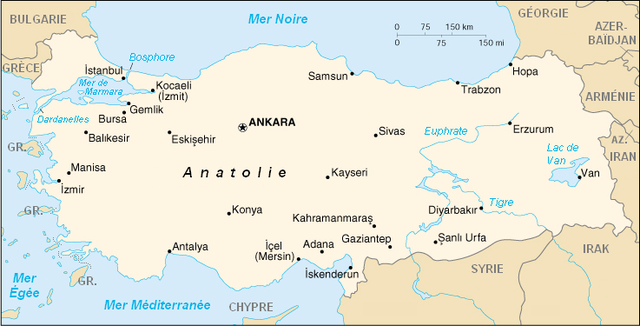 BULGARIE
Mer Noire
0 75 150 km
0 75 150 mi
GÉORGIE
AZER-
BAÏDJAN
GRÈCE
Bosphore
İstanbul
Mer de
Marmara
Kocaeli
(İzmit)
Samsun
Hopa
Trabzon
ARMÉNIE
Gemlik
Bursa
Dardanelles
ANKARA
Balıkesir
Eskişehir
Sivas
Euphrate
Erzurum
AZ.
GR.
IRAN
Lac de
Van
Manisa
Anatolie
Kayseri
Van
İzmir
GR.
Konya
Diyarbakır
Tigre
Kahramanmaraş
Antalya
İçel
(Mersin)
Adana
Gaziantep
Şanlı Urfa
IRAK
Mer
Égée
GR.
İskenderun
SYRIE
Mer Méditerranée
CHYPRE